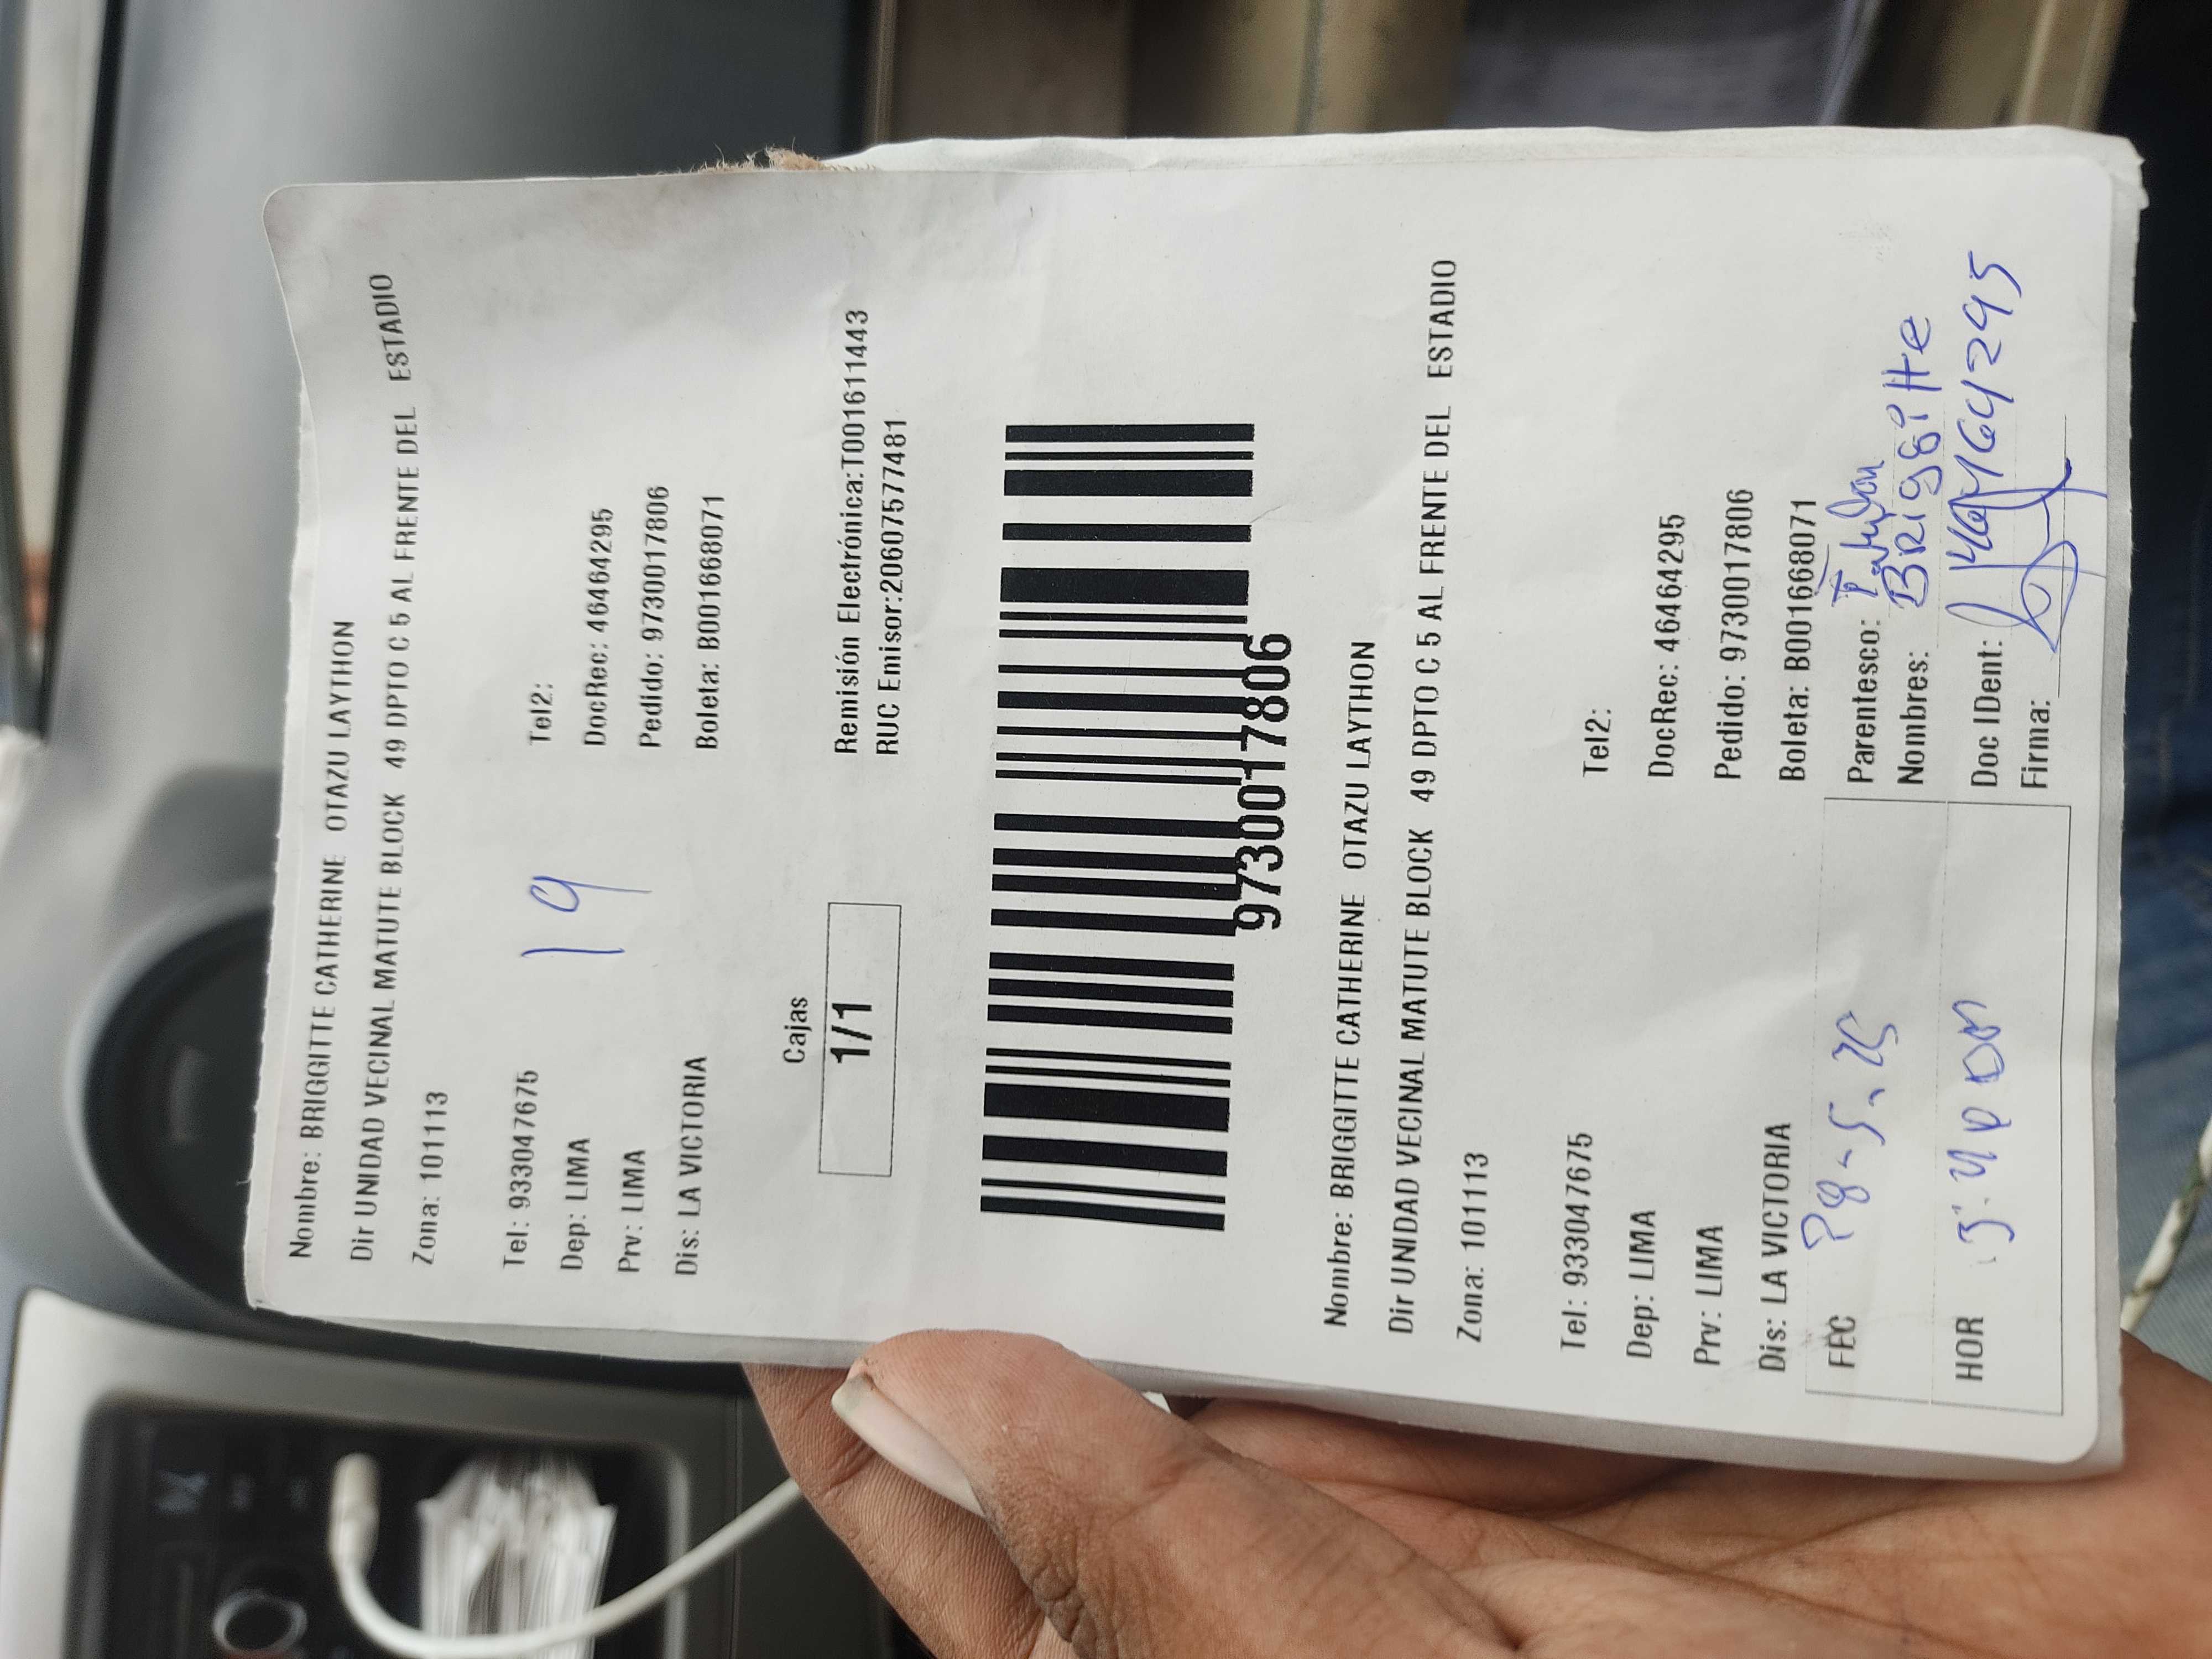 Nombre: BRIGGITTE CATHERINE OTAZU LAYTHON
Dir UNIDAD VECINAL MATUTE BLOCK 49 DPTO C 5 AL FRENTE DEL ESTADIO
Zona: 101113
Tel: 933047675 Tel2:
Dep: LIMA DocRec: 46464295
Prv: LIMA Pedido: 9730017806
Dis: LA VICTORIA Boleta: B001668071
19
Cajas
1/1
Remisión Electrónica:T001611443
RUC Emisor:20607577481
9730017806
Nombre: BRIGGITTE CATHERINE OTAZU LAYTHON
Dir UNIDAD VECINAL MATUTE BLOCK 49 DPTO C 5 AL FRENTE DEL ESTADIO
Zona: 101113
Tel: 933047675 Tel2:
Dep: LIMA DocRec: 46464295
Prv: LIMA Pedido: 9730017806
Dis: LA VICTORIA Boleta: B001668071
FEC Parentesco:
Nombres: Briggitte
HOR Doc IDent: 46464295
Firma: